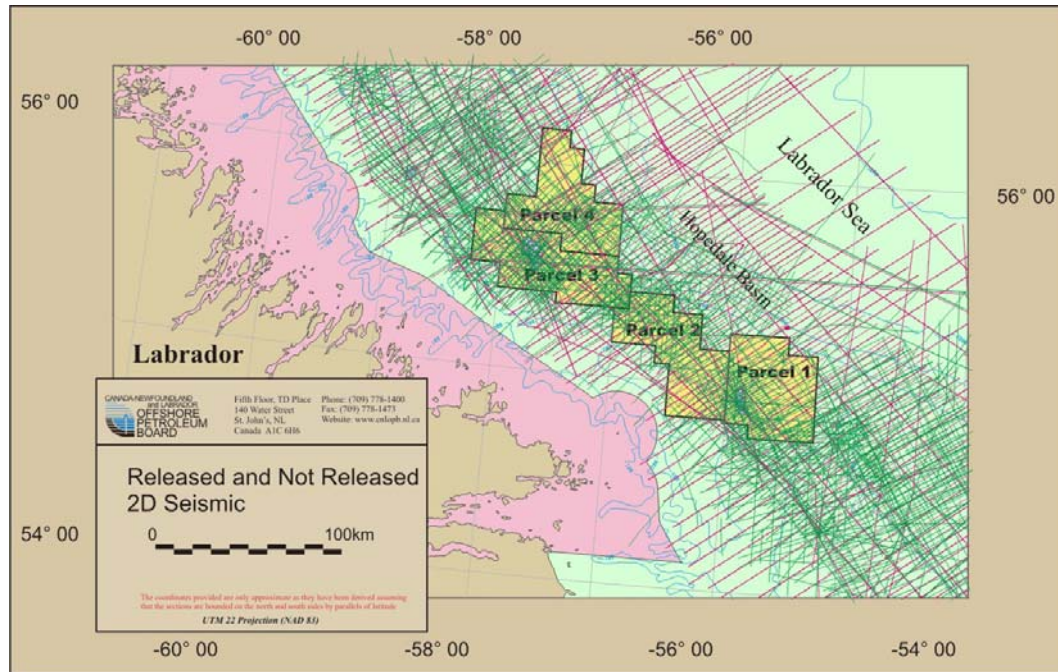 -60° 00
-58° 00
-56° 00
56° 00
56° 00
Labrador Sea
Hopedale Basin
Parcel 4
Parcel 3
Parcel 2
Parcel 1
Labrador
CANADA-NEWFOUNDLAND
and LABRADOR
OFFSHORE
PETROLEUM
BOARD
Fifth Floor, TD Place
140 Water Street
St. John's, NL
Canada A1C 6H6
Phone: (709) 778-1400
Fax: (709) 778-1473
Website: www.cnlopb.nl.ca
Released and Not Released
2D Seismic
0 100km
54° 00
The coordinates provided are only approximate as they have been derived assuming
that the sections are bounded on the north and south sides by parallels of latitude
UTM 22 Projection (NAD 83)
-60° 00
-58° 00
-56° 00
-54° 00